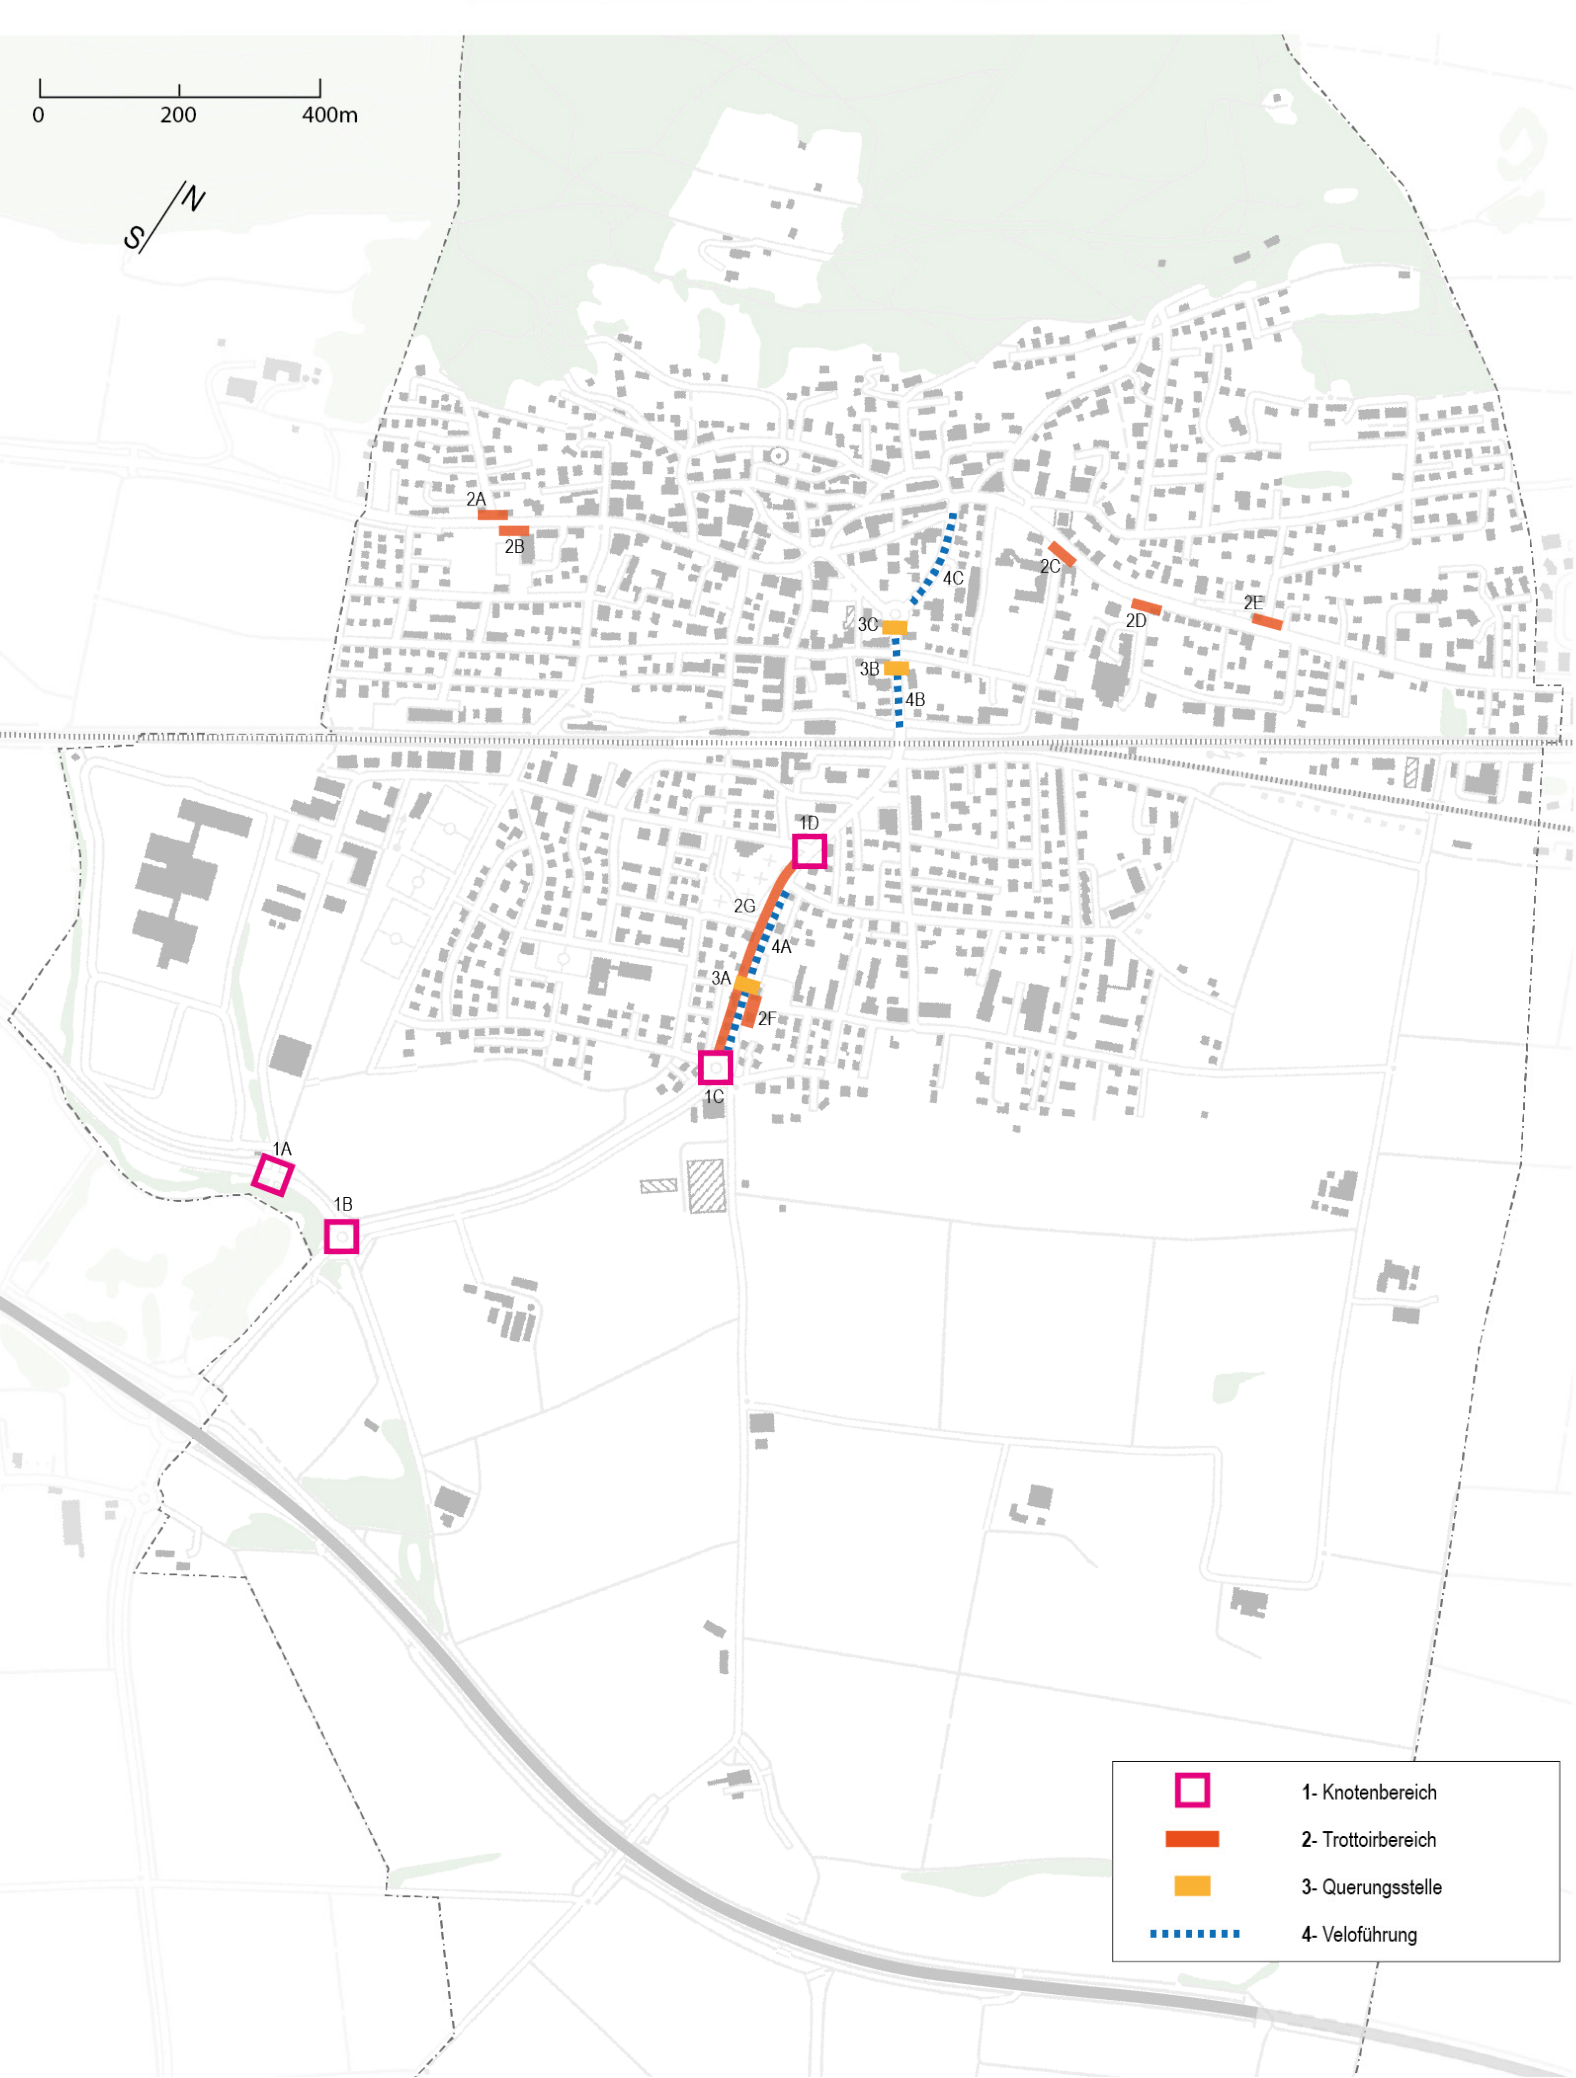 0 200 400m
N
S
2A
2B
2C
4C
2E
2D
3C
3B
4B
1D
2G
4A
3A
2F
1C
1A
1B
1- Knotenbereich
2- Trottoirbereich
3- Querungsstelle
4- Veloführung